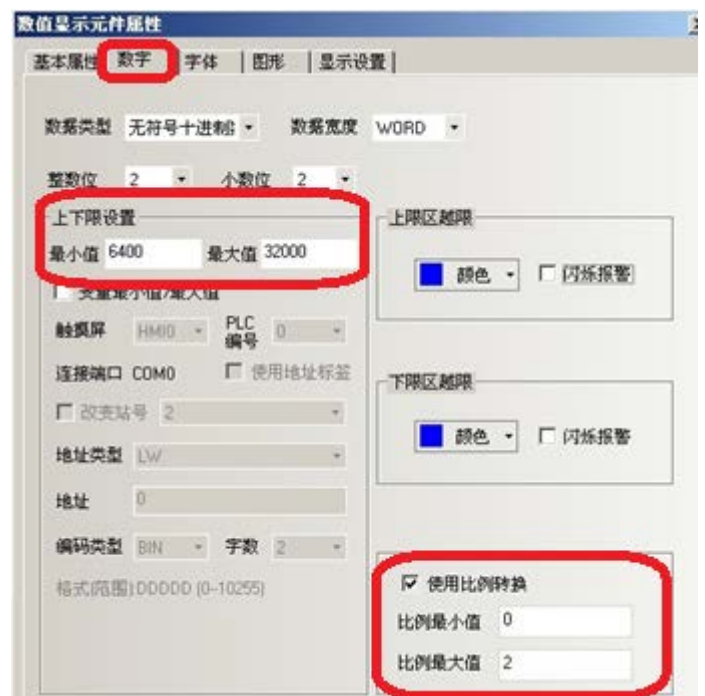 数值显示元件属性
基本属性 数字 字体 图形 显示设置
数据类型 无符号十进制 数据宽度 WORD
整数位 2 小数位 2
上下限设置
最小值 6400 最大值 32000
变量最小值/最大值
触摸屏 HMI0 PLC编号 0
连接端口 COM0 使用地址标签
改变站号 2
地址类型 LW
地址 0
编码类型 BIN 字数 2
格式(范围):DDDDD (0-10255)
上限区越限
颜色 闪烁报警
下限区越限
颜色 闪烁报警
使用比例转换
比例最小值 0
比例最大值 2